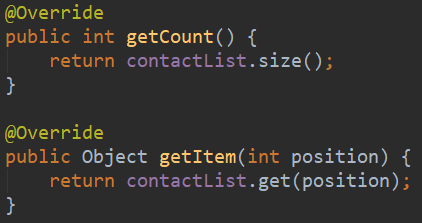 @Override
public int getCount() {
    return contactList.size();
}

@Override
public Object getItem(int position) {
    return contactList.get(position);
}